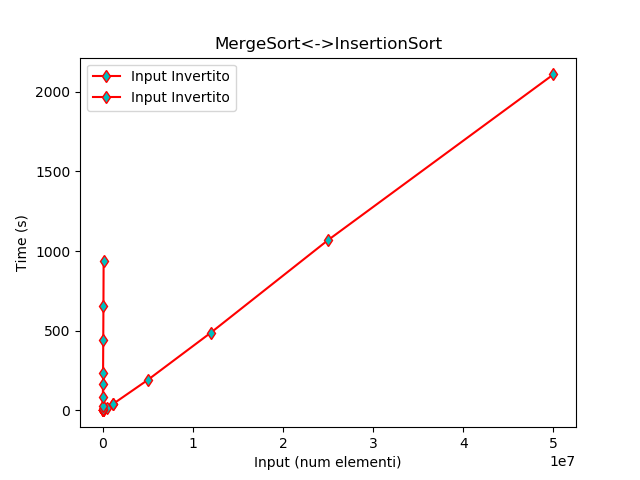 MergeSort<->InsertionSort
Input Invertito
Input Invertito
2000
1500
1000
500
0
Time (s)
0 1 2 3 4 5
1e7
Input (num elementi)